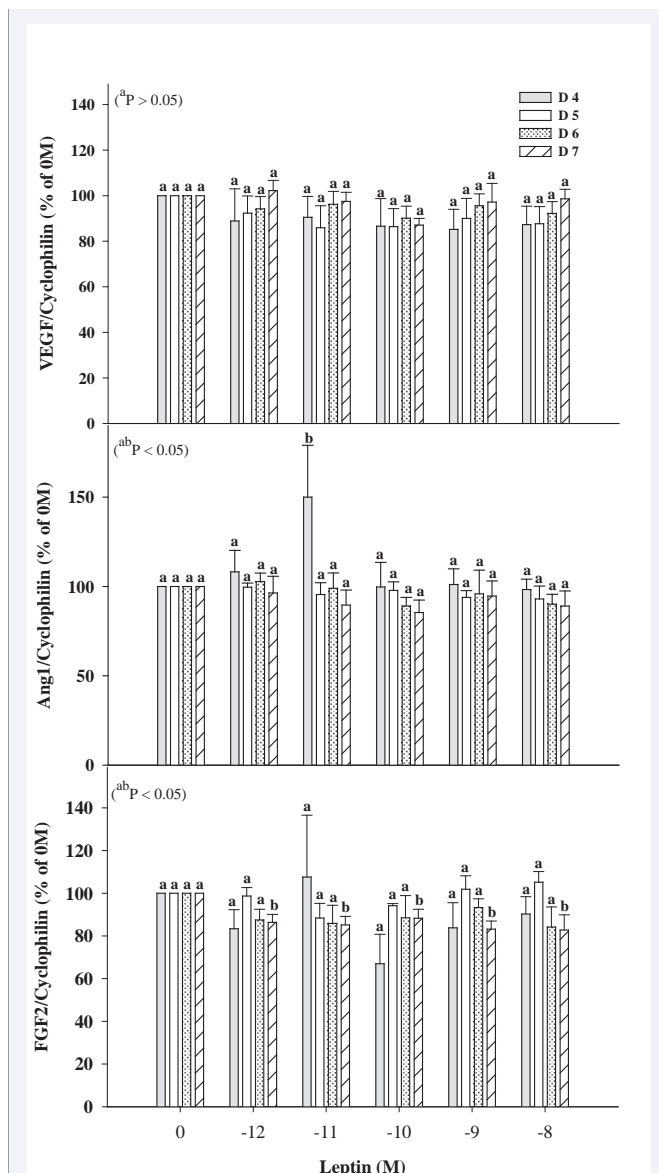 (ᵃP > 0.05)
D 4
D 5
D 6
D 7
140
120
100
80
60
40
20
0
VEGF/Cyclophilin (% of 0M)
a a a a a a a a a a a a a a a a a a a a a a a a
(ᵃᵇP < 0.05)
150
100
50
0
Ang1/Cyclophilin (% of 0M)
a a a a a a a a b a a a a a a a a a a a a a a a
(ᵃᵇP < 0.05)
140
120
100
80
60
40
20
0
FGF2/Cyclophilin (% of 0M)
a a a a a a a b a a a b a a a b a a a b a a a b
0 -12 -11 -10 -9 -8
Leptin (M)